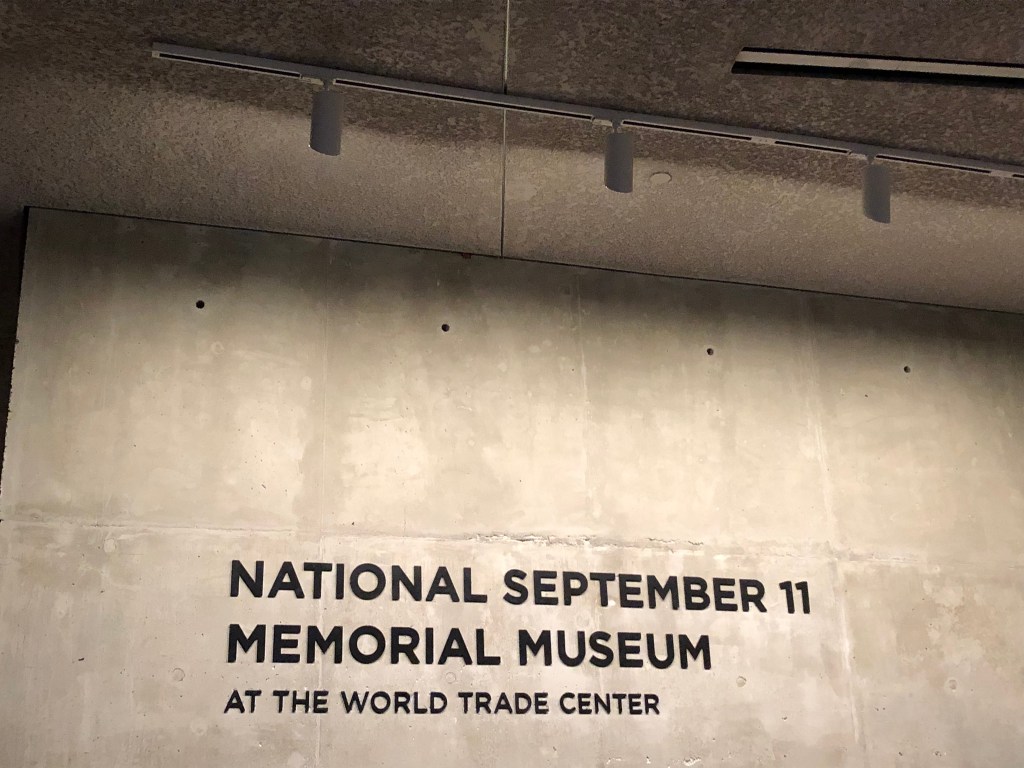 NATIONAL SEPTEMBER 11
MEMORIAL MUSEUM
AT THE WORLD TRADE CENTER